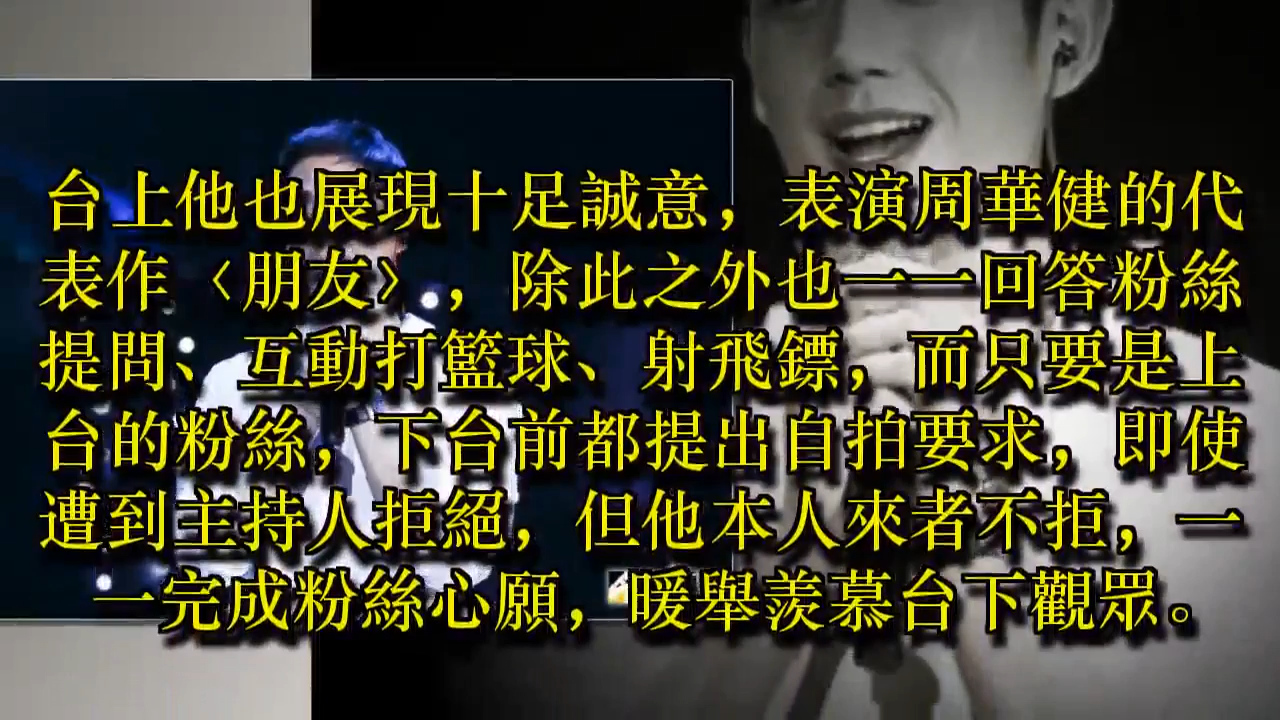 台上他也展現十足誠意，表演周華健的代
表作〈朋友〉，除此之外也一一回答粉絲
提問、互動打籃球、射飛鏢，而只要是上
台的粉絲，下台前都提出自拍要求，即使
遭到主持人拒絕，但他本人來者不拒，一
一完成粉絲心願，暖舉羨慕台下觀眾。